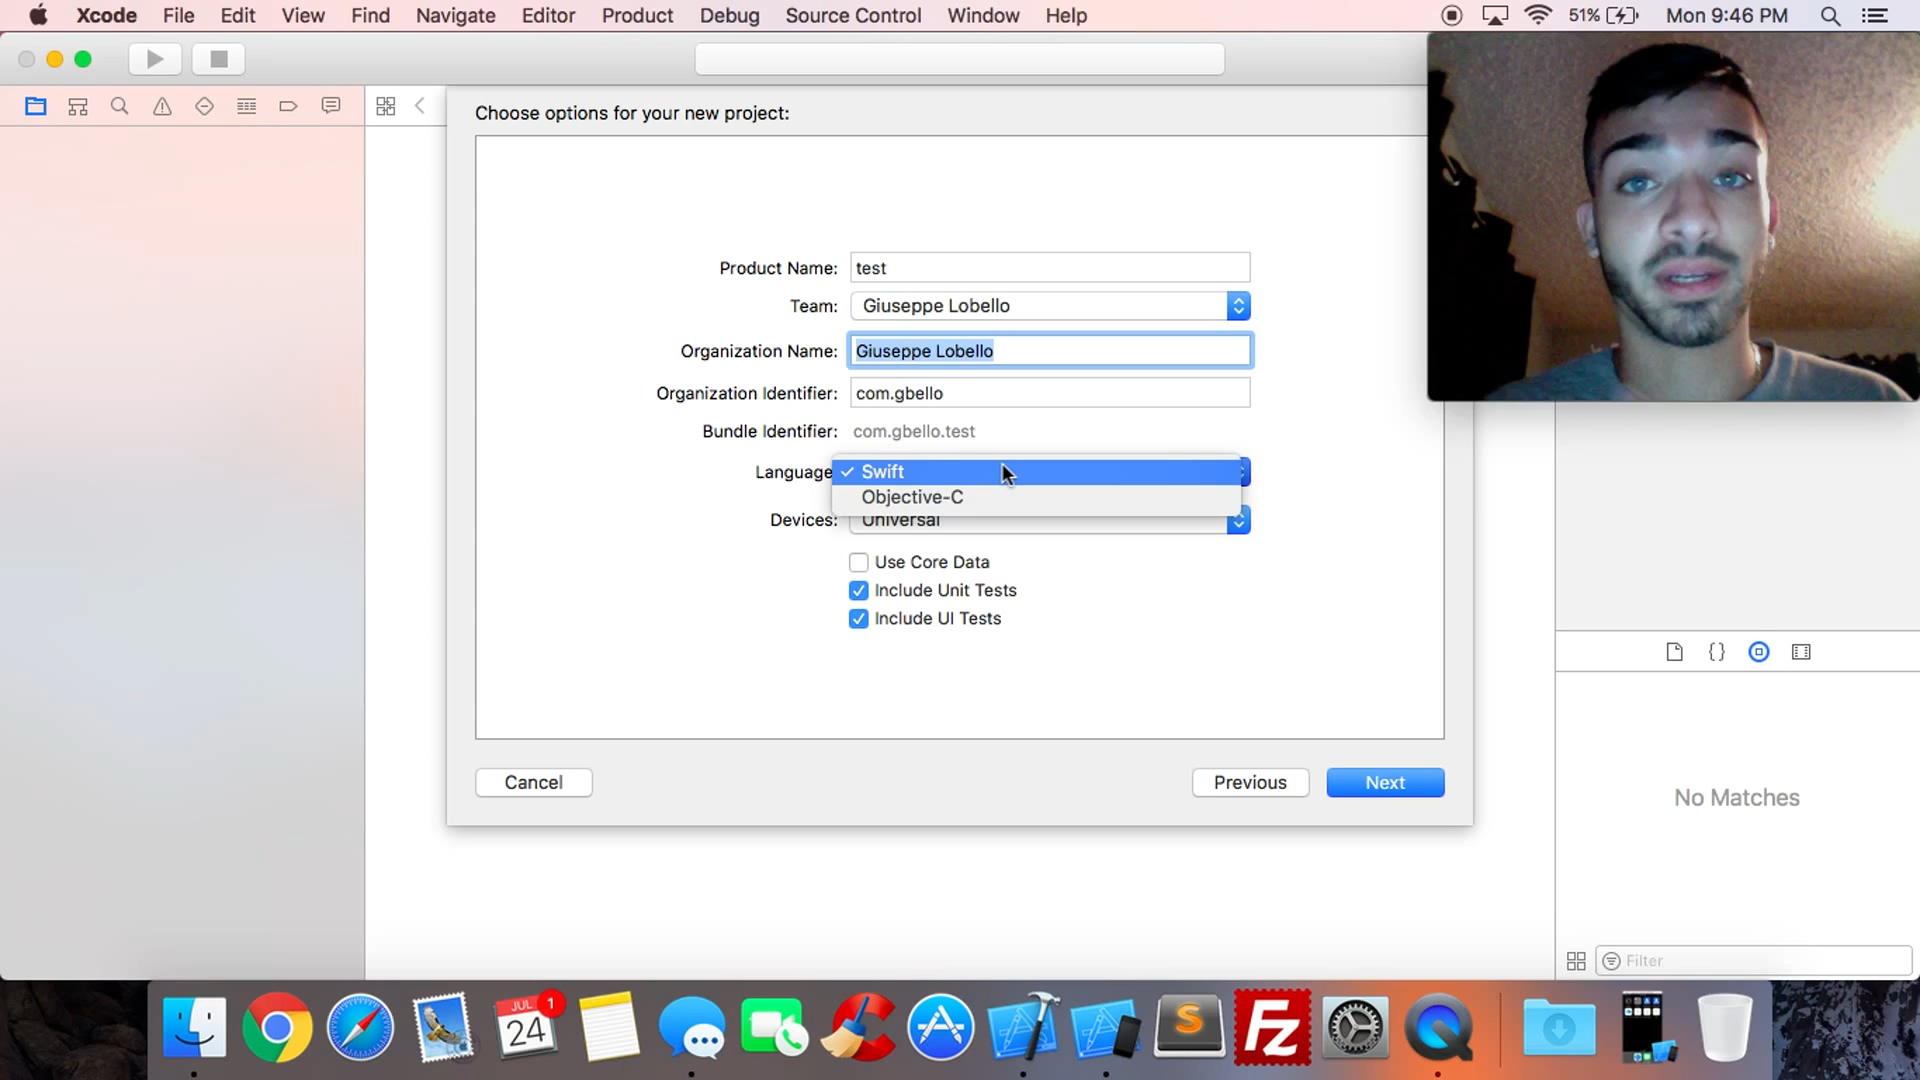 Xcode File Edit View Find Navigate Editor Product Debug Source Control Window Help 51% Mon 9:46 PM
Choose options for your new project:
Product Name: test
Team: Giuseppe Lobello
Organization Name: Giuseppe Lobello
Organization Identifier: com.gbello
Bundle Identifier: com.gbello.test
Language Swift
Objective-C
Devices: Universal
Use Core Data
Include Unit Tests
Include UI Tests
Cancel Previous Next
{}
No Matches
Filter
JUL 1
24
S
Fz